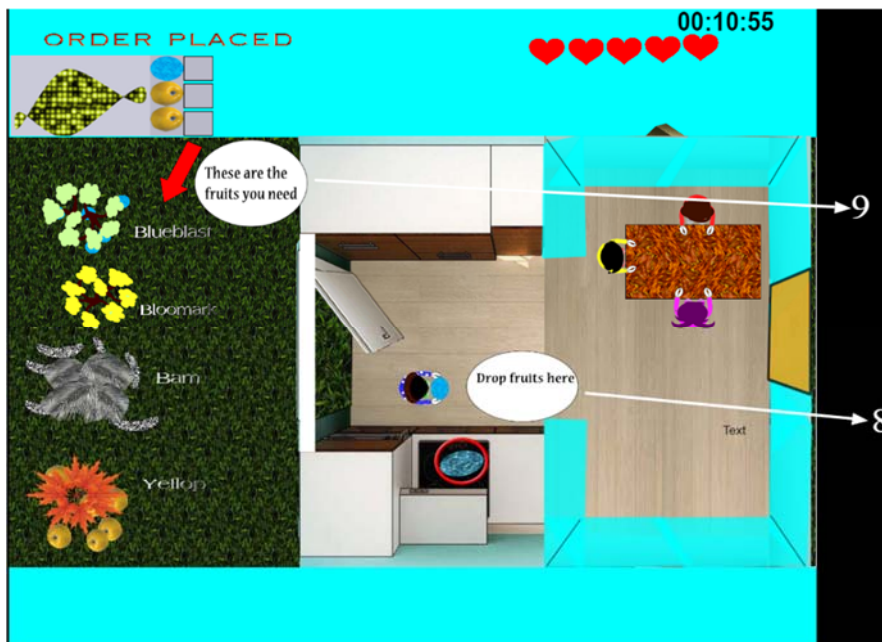 00:10:55
ORDER PLACED
These are the
fruits you need
9
Blueblast
Bloomark
Bam
Drop fruits here
8
Text
Yellop